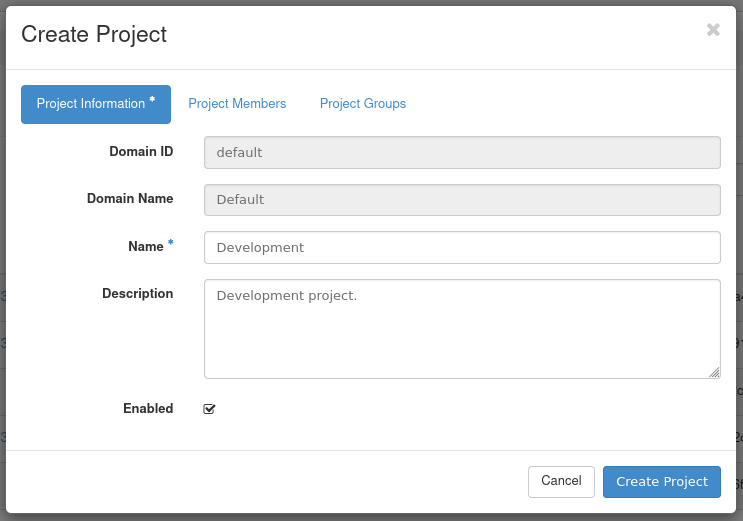 Create Project
Project Information * Project Members Project Groups
Domain ID default
Domain Name Default
Name * Development
Description Development project.
Enabled
Cancel Create Project